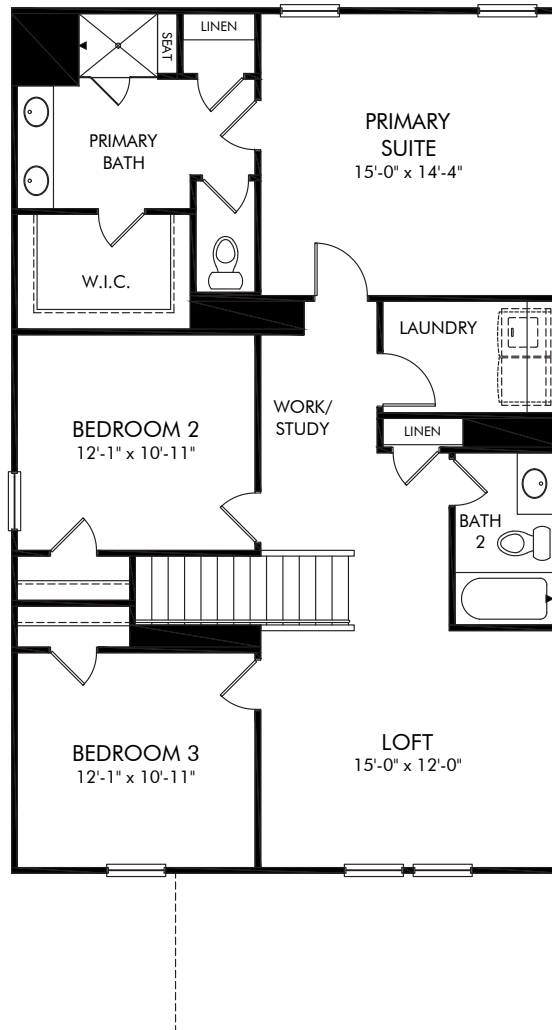 LINEN
SEAT
PRIMARY
BATH
PRIMARY
SUITE
15'-0" x 14'-4"
W.I.C.
LAUNDRY
WORK/
STUDY
LINEN
BEDROOM 2
12'-1" x 10'-11"
BATH
2
BEDROOM 3
12'-1" x 10'-11"
LOFT
15'-0" x 12'-0"